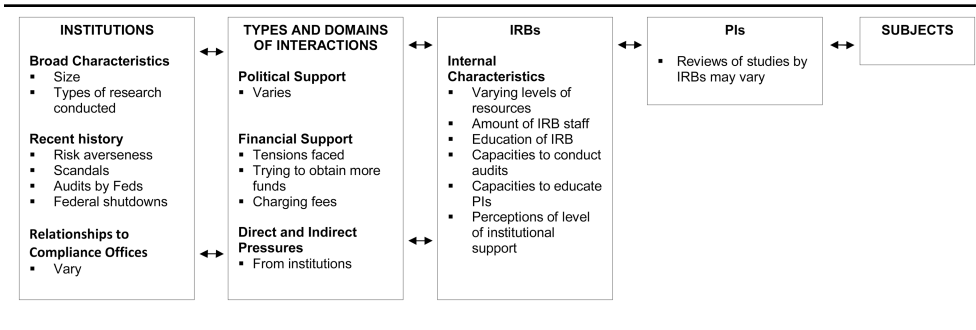 INSTITUTIONS
Broad Characteristics
▪ Size
▪ Types of research
conducted
Recent history
▪ Risk averseness
▪ Scandals
▪ Audits by Feds
▪ Federal shutdowns
Relationships to
Compliance Offices
▪ Vary
TYPES AND DOMAINS
OF INTERACTIONS
Political Support
▪ Varies
Financial Support
▪ Tensions faced
▪ Trying to obtain more
funds
▪ Charging fees
Direct and Indirect
Pressures
▪ From institutions
IRBs
Internal
Characteristics
▪ Varying levels of
resources
▪ Amount of IRB staff
▪ Education of IRB
▪ Capacities to conduct
audits
▪ Capacities to educate
PIs
▪ Perceptions of level
of institutional
support
PIs
▪ Reviews of studies by
IRBs may vary
SUBJECTS